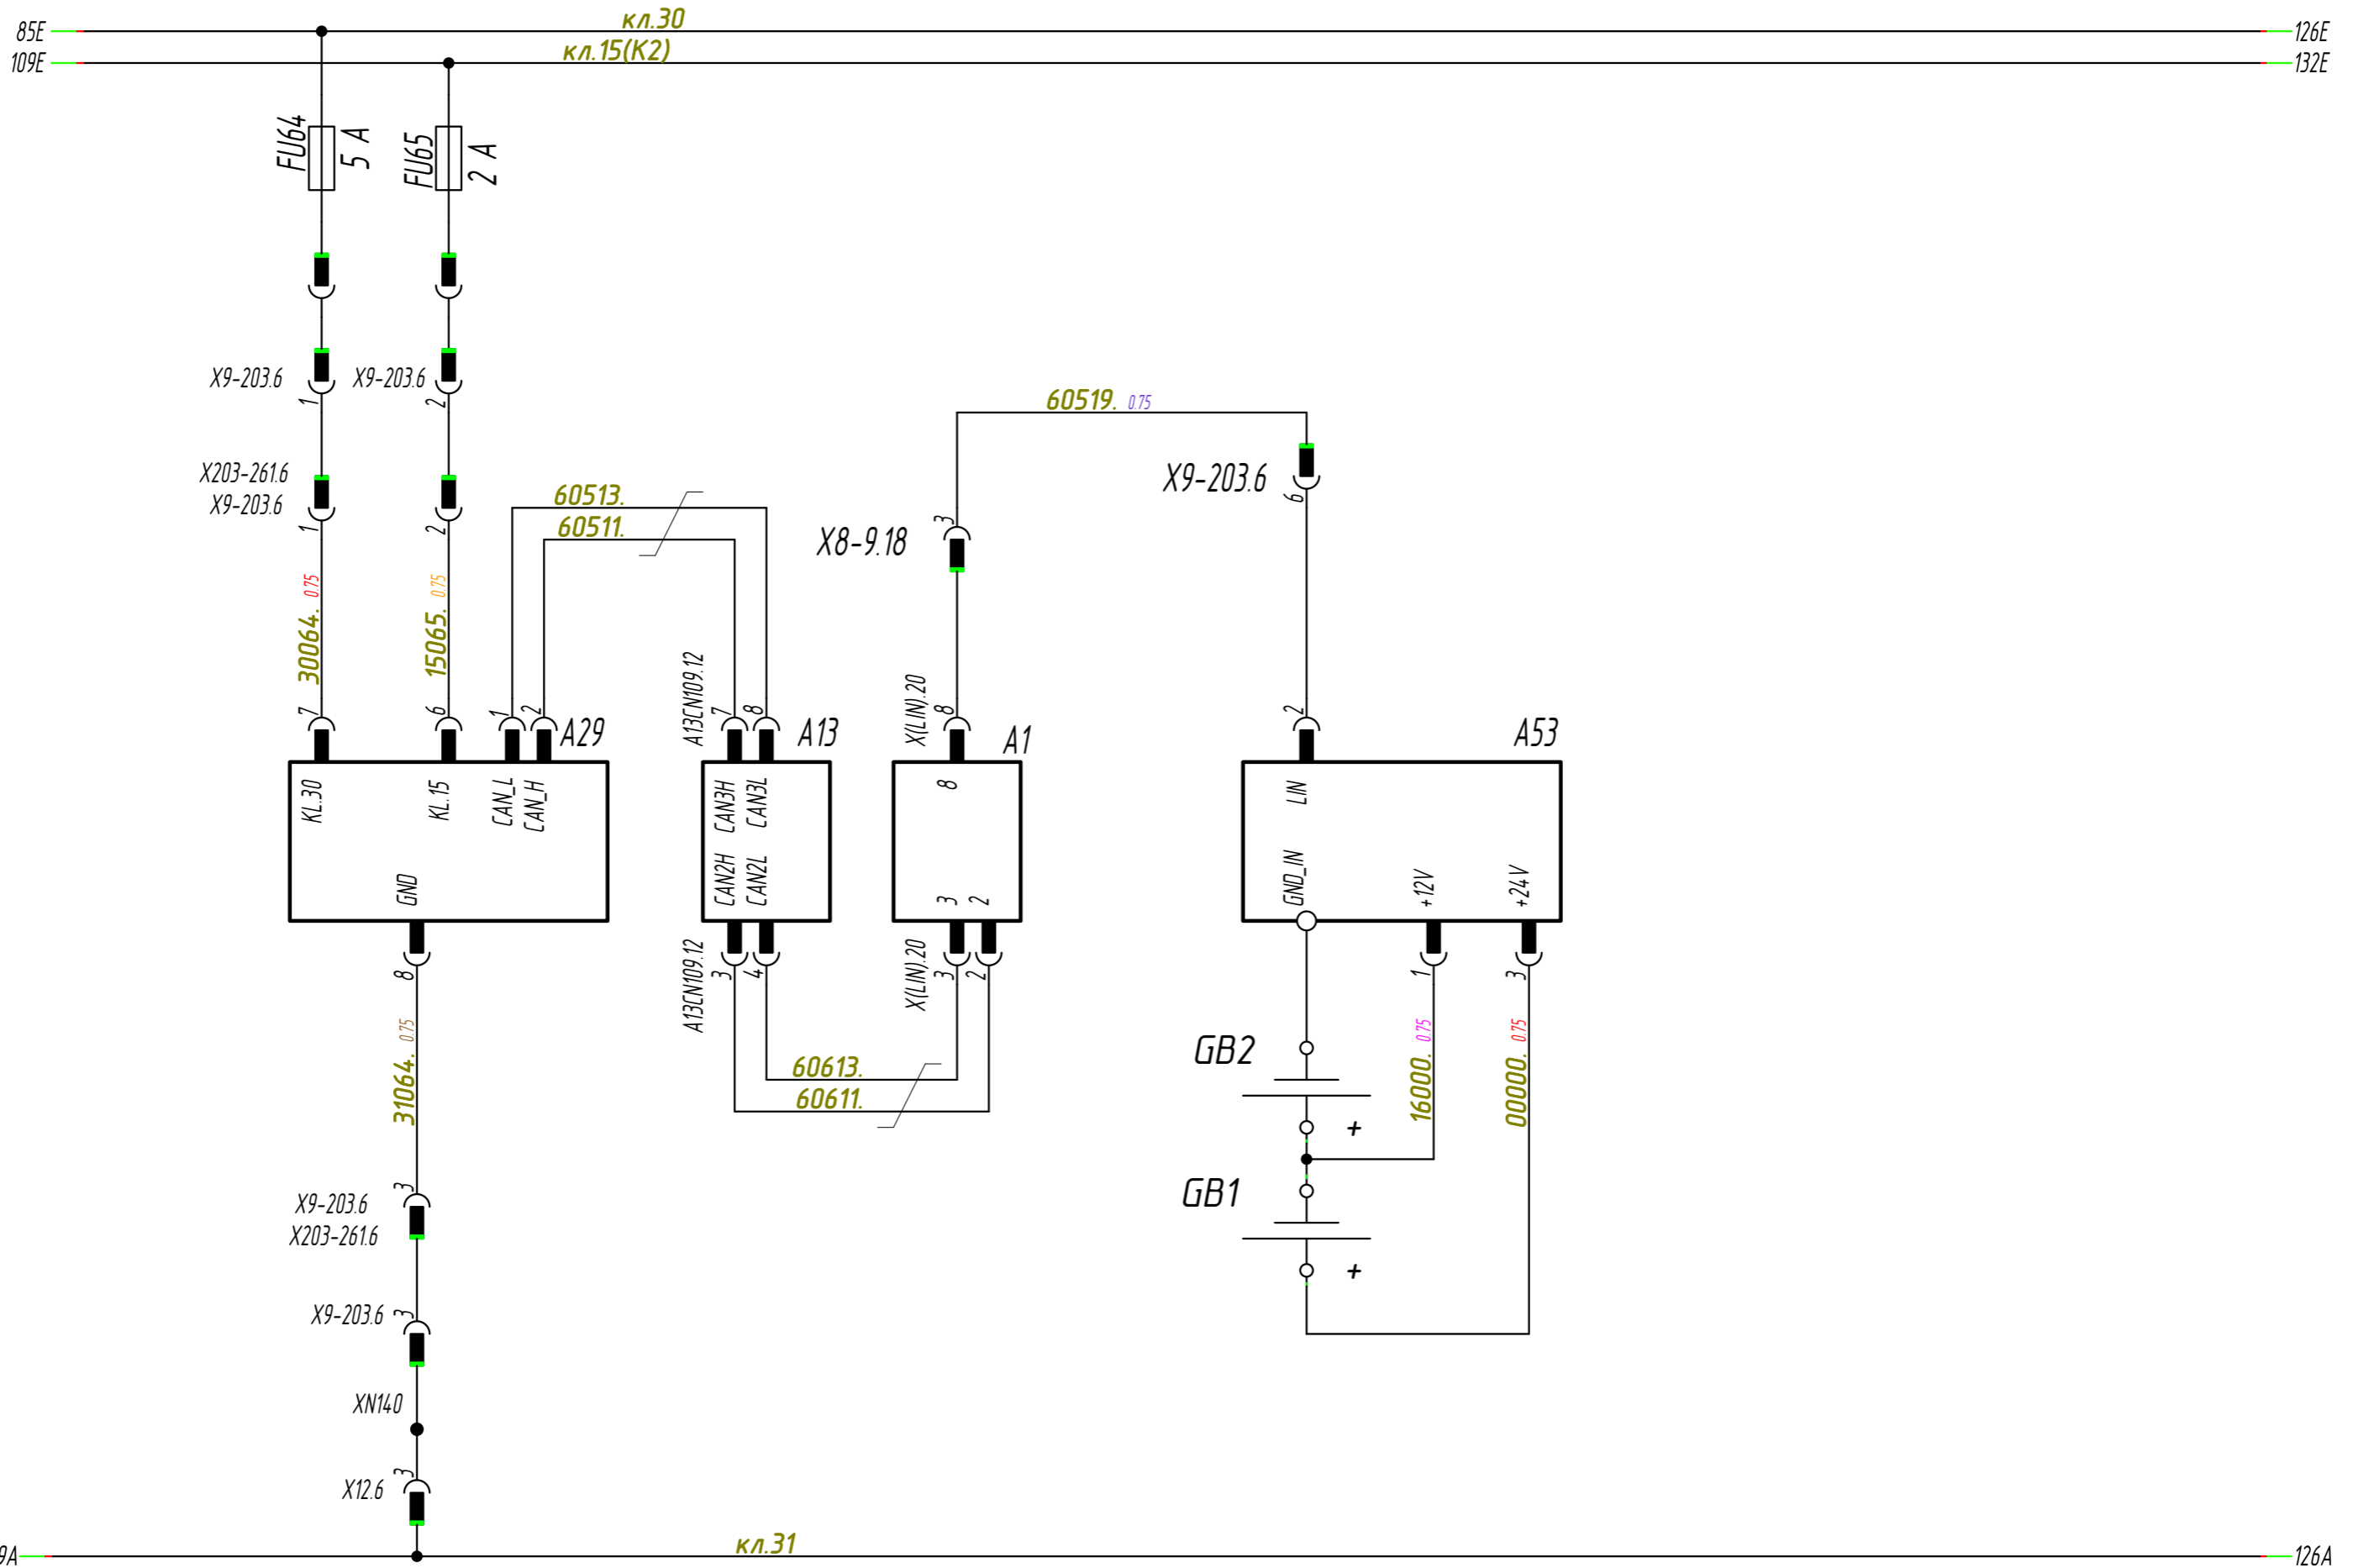 85E
кл.30
126E
109E
кл.15(К2)
132E
FU64
5 A
FU65
2 A
X9-203.6
1
X9-203.6
2
60519. 0.75
X203-261.6
X9-203.6
1
2
60513.
60511.
X9-203.6
6
X8-9.18
3
30064. 0.75
15065. 0.75
7
6
1
2
A29
A13CN109.12
7
8
A13
X(LIN).20
8
A1
2
A53
KL.30
KL.15
CAN_L
CAN_H
GND
CAN3H
CAN3L
CAN2H
CAN2L
8
3
2
LIN
GND_IN
+12V
+24V
8
A13CN109.12
3
4
X(LIN).20
3
2
1
3
31064. 0.75
60613.
60611.
GB2
+
16000. 0.75
00000. 0.75
GB1
+
X9-203.6
X203-261.6
3
X9-203.6
3
XN140
X12.6
3
9A
кл.31
126A